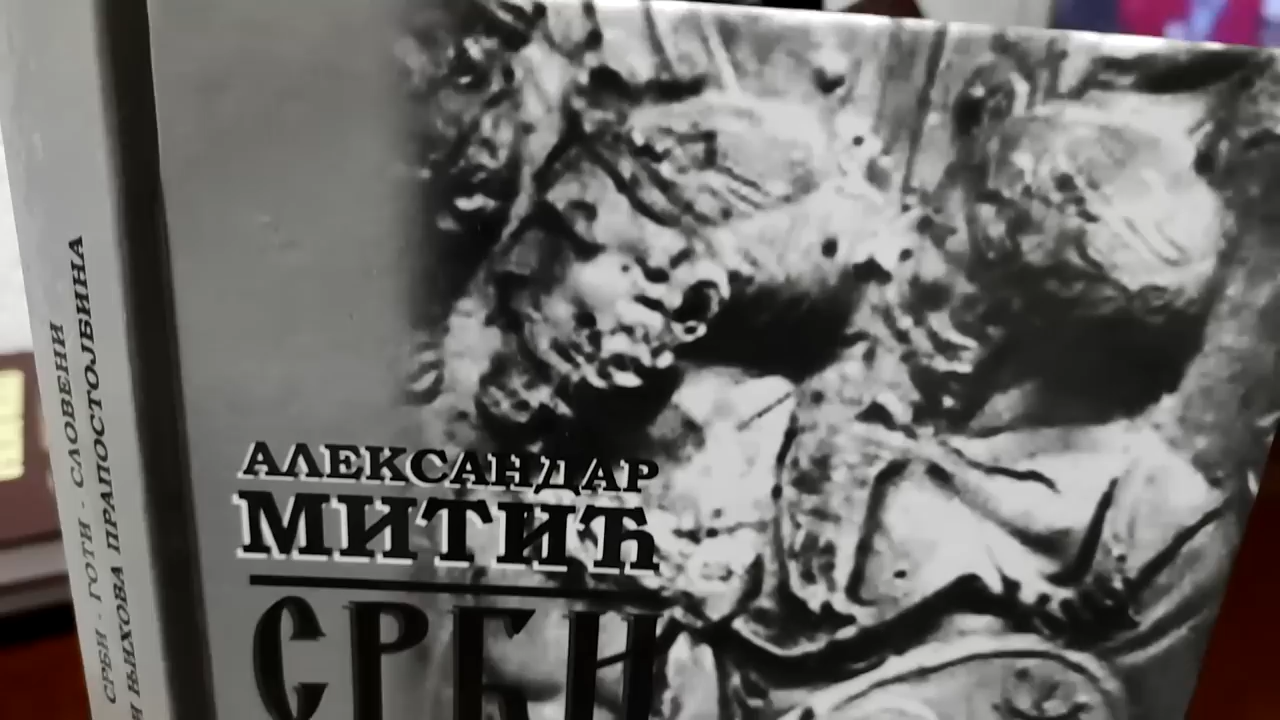 АЛЕКСАНДАР
МИТИЋ
СРБИ
СРБИ - ГОТИ - СЛОВЕНИ
И ЊИХОВА ПРАПОСТОЈБИНА